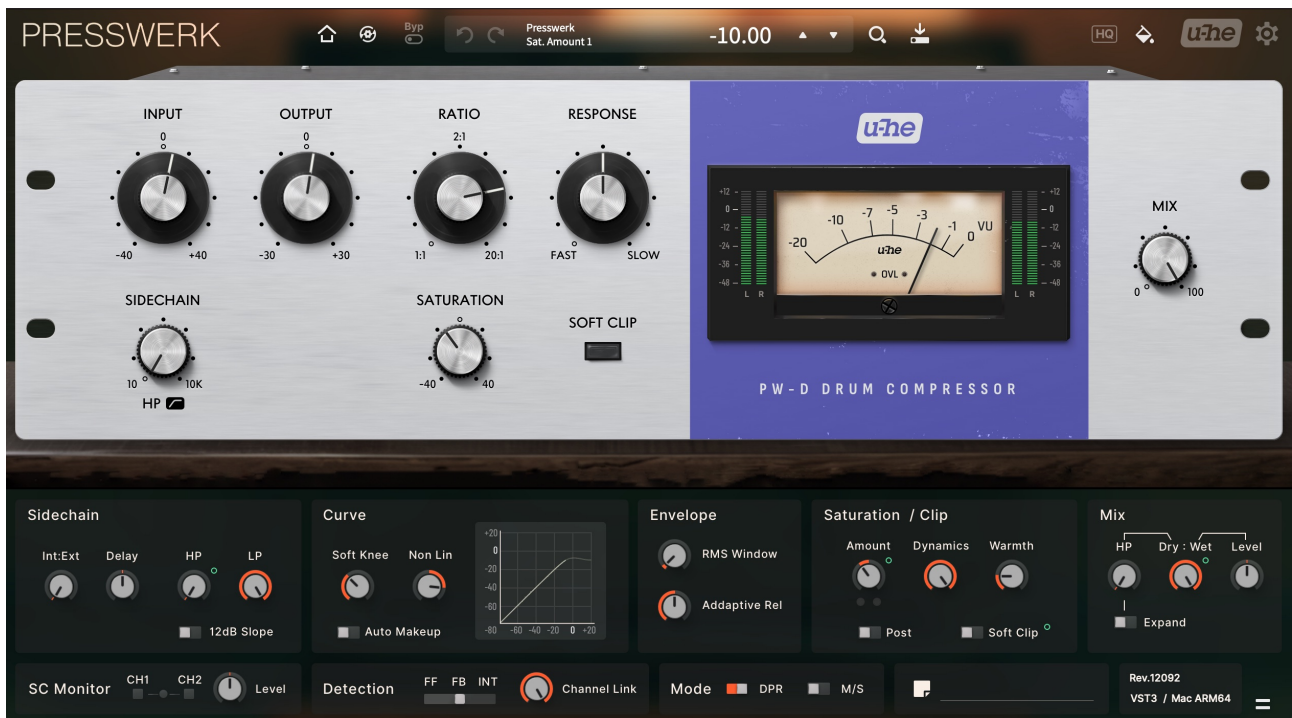 PRESSWERK
Byp
Presswerk
Sat. Amount 1
-10.00
HQ
u-he
INPUT
OUTPUT
RATIO
RESPONSE
0
0
2:1
-40
+40
-30
+30
1:1
20:1
FAST
SLOW
SIDECHAIN
SATURATION
SOFT CLIP
10
10K
-40
40
HP
u-he
+12
0
-12
-24
-36
-48
L R
-20
-10
-7
-5
-3
-1
0
VU
u-he
OVL
+12
0
-12
-24
-36
-48
L R
PW-D DRUM COMPRESSOR
MIX
0
100
Sidechain
Int:Ext
Delay
HP
LP
12dB Slope
Curve
Soft Knee
Non Lin
Auto Makeup
+20
0
-20
-40
-60
-80 -60 -40 -20 0 +20
Envelope
RMS Window
Addaptive Rel
Saturation / Clip
Amount
Dynamics
Warmth
Post
Soft Clip
Mix
HP
Dry : Wet
Level
Expand
SC Monitor
CH1
CH2
Level
Detection
FF FB INT
Channel Link
Mode
DPR
M/S
Rev.12092
VST3 / Mac ARM64